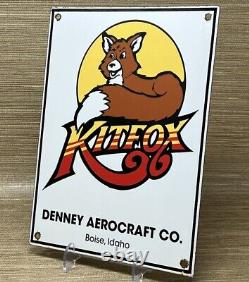 KITFOX
DENNEY AEROCRAFT CO.
Boise, Idaho